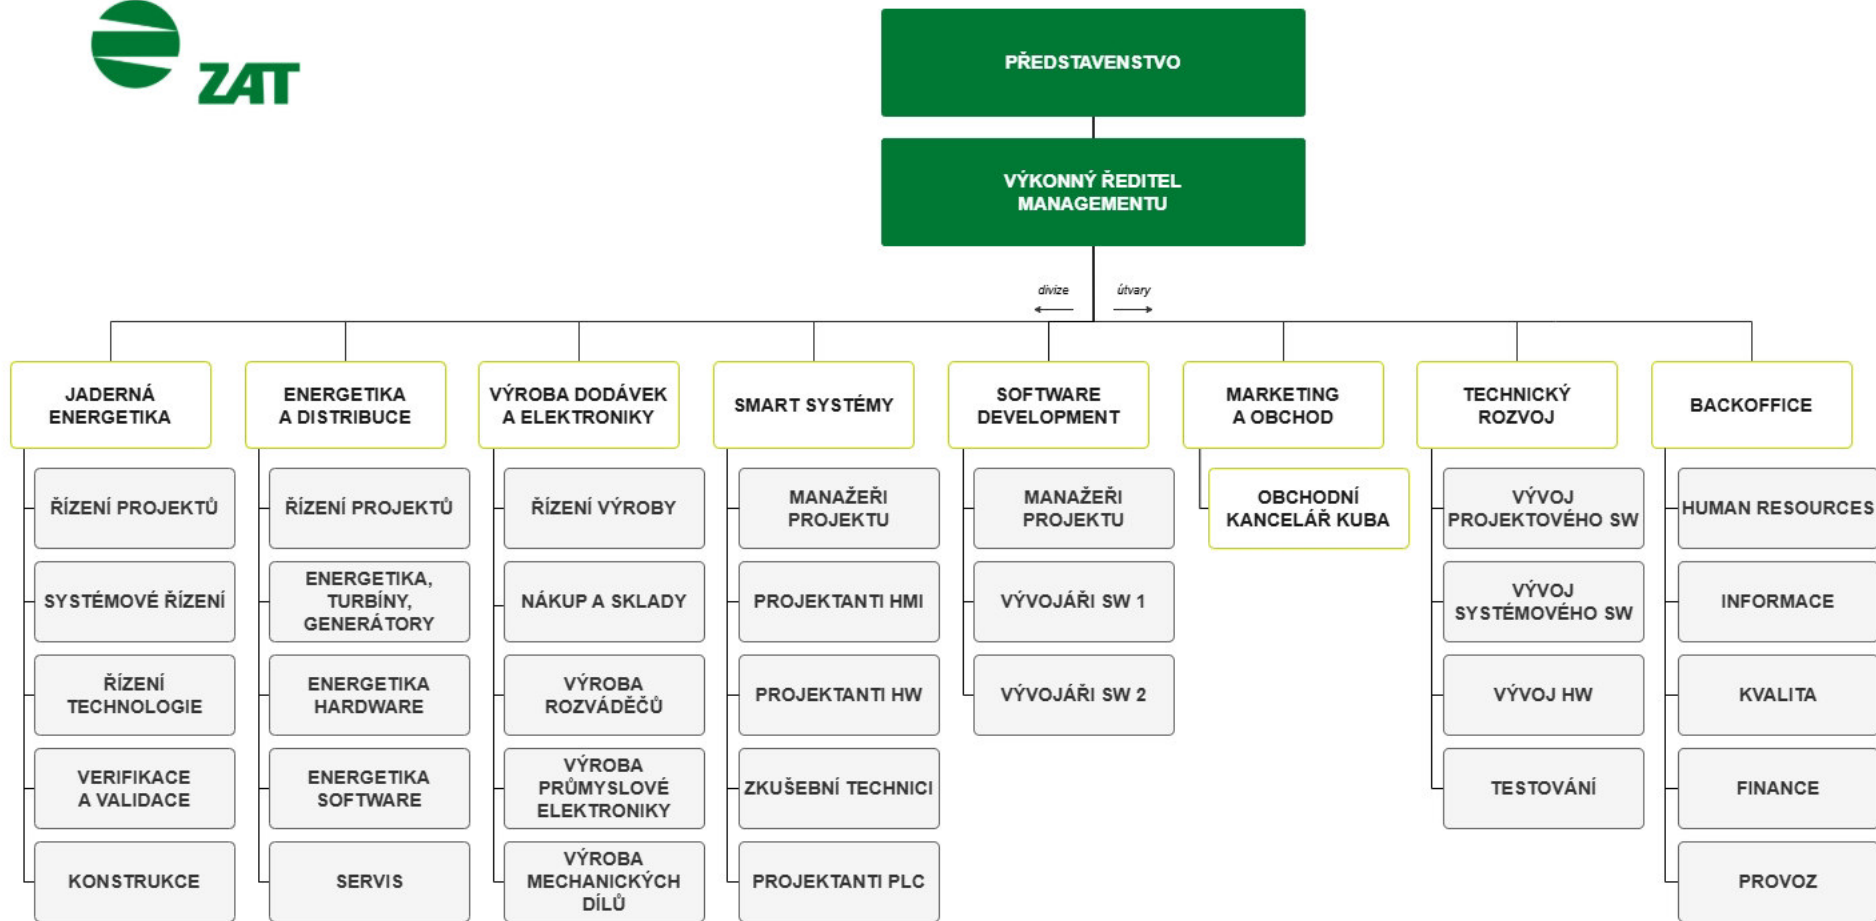 ZAT
PŘEDSTAVENSTVO
VÝKONNÝ ŘEDITEL
MANAGEMENTU
divize
útvary
JADERNÁ
ENERGETIKA
ŘÍZENÍ PROJEKTŮ
SYSTÉMOVÉ ŘÍZENÍ
ŘÍZENÍ
TECHNOLOGIE
VERIFIKACE
A VALIDACE
KONSTRUKCE
ENERGETIKA
A DISTRIBUCE
ŘÍZENÍ PROJEKTŮ
ENERGETIKA,
TURBÍNY,
GENERÁTORY
ENERGETIKA
HARDWARE
ENERGETIKA
SOFTWARE
SERVIS
VÝROBA DODÁVEK
A ELEKTRONIKY
ŘÍZENÍ VÝROBY
NÁKUP A SKLADY
VÝROBA
ROZVÁDĚČŮ
VÝROBA
PRŮMYSLOVÉ
ELEKTRONIKY
VÝROBA
MECHANICKÝCH
DÍLŮ
SMART SYSTÉMY
MANAŽEŘI
PROJEKTU
PROJEKTANTI HMI
PROJEKTANTI HW
ZKUŠEBNÍ TECHNICI
PROJEKTANTI PLC
SOFTWARE
DEVELOPMENT
MANAŽEŘI
PROJEKTU
VÝVOJÁŘI SW 1
VÝVOJÁŘI SW 2
MARKETING
A OBCHOD
OBCHODNÍ
KANCELÁŘ KUBA
TECHNICKÝ
ROZVOJ
VÝVOJ
PROJEKTOVÉHO SW
VÝVOJ
SYSTÉMOVÉHO SW
VÝVOJ HW
TESTOVÁNÍ
BACKOFFICE
HUMAN RESOURCES
INFORMACE
KVALITA
FINANCE
PROVOZ